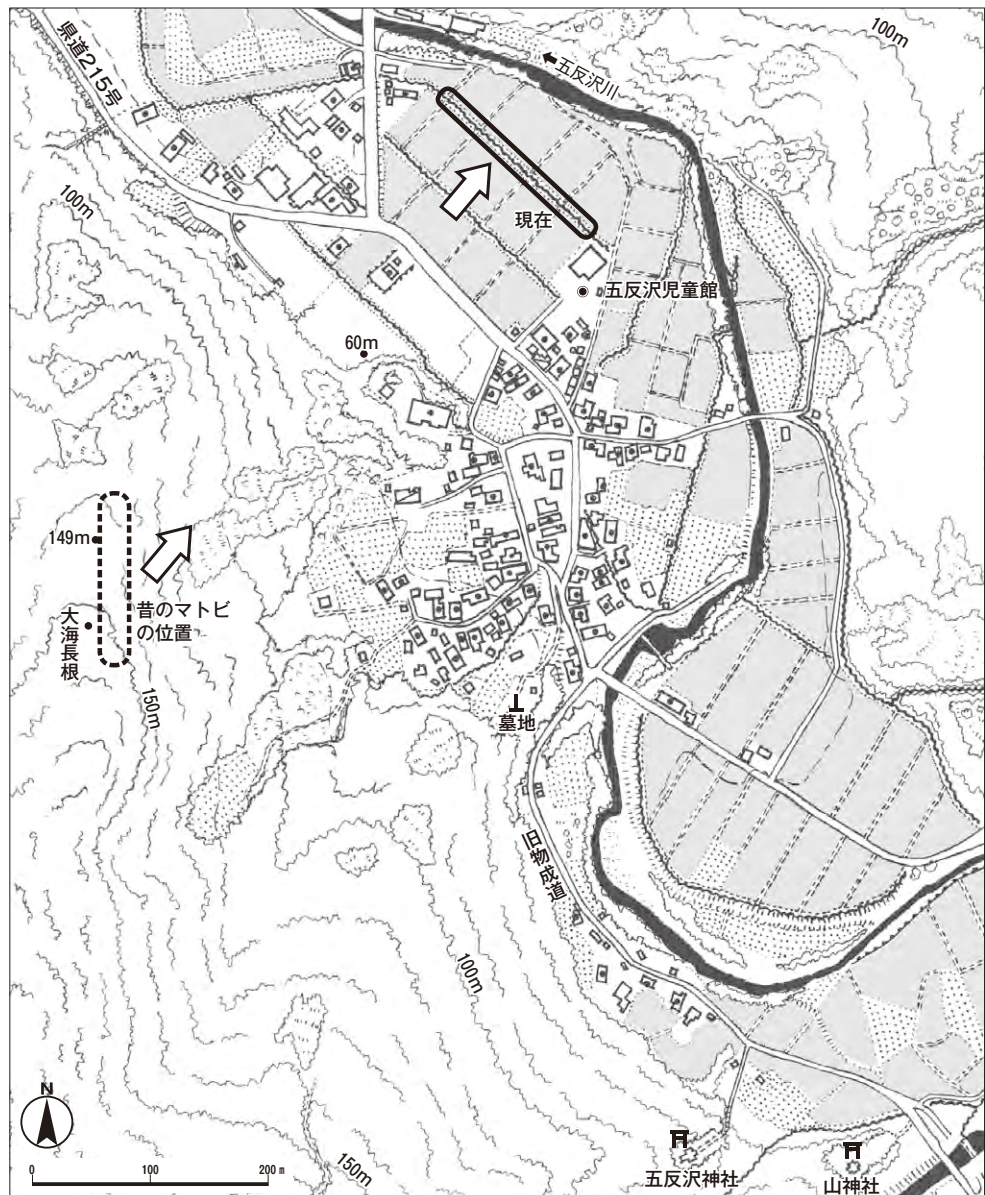 100m
県道215号
←五反沢川
100m
現在
五反沢児童館
60m
149m
昔のマトビ
の位置
大海長根
150m
墓地
旧物成道
100m
N
0 100 200 m
150m
五反沢神社
山神社